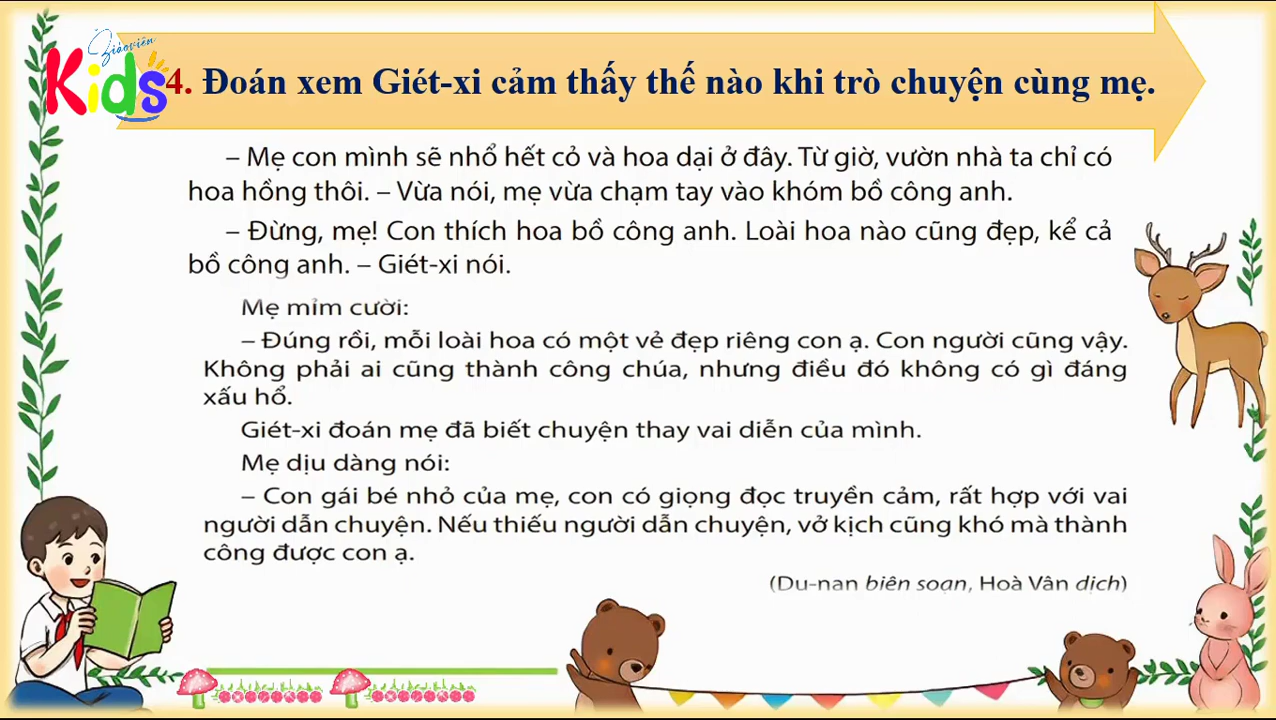 Giáo viên
Kids
4. Đoán xem Giét-xi cảm thấy thế nào khi trò chuyện cùng mẹ.
– Mẹ con mình sẽ nhổ hết cỏ và hoa dại ở đây. Từ giờ, vườn nhà ta chỉ có
hoa hồng thôi. – Vừa nói, mẹ vừa chạm tay vào khóm bồ công anh.
– Đừng, mẹ! Con thích hoa bồ công anh. Loài hoa nào cũng đẹp, kể cả
bồ công anh. – Giét-xi nói.
Mẹ mỉm cười:
– Đúng rồi, mỗi loài hoa có một vẻ đẹp riêng con ạ. Con người cũng vậy.
Không phải ai cũng thành công chúa, nhưng điều đó không có gì đáng
xấu hổ.
Giét-xi đoán mẹ đã biết chuyện thay vai diễn của mình.
Mẹ dịu dàng nói:
– Con gái bé nhỏ của mẹ, con có giọng đọc truyền cảm, rất hợp với vai
người dẫn chuyện. Nếu thiếu người dẫn chuyện, vở kịch cũng khó mà thành
công được con ạ.
(Du-nan biên soạn, Hoà Vân dịch)